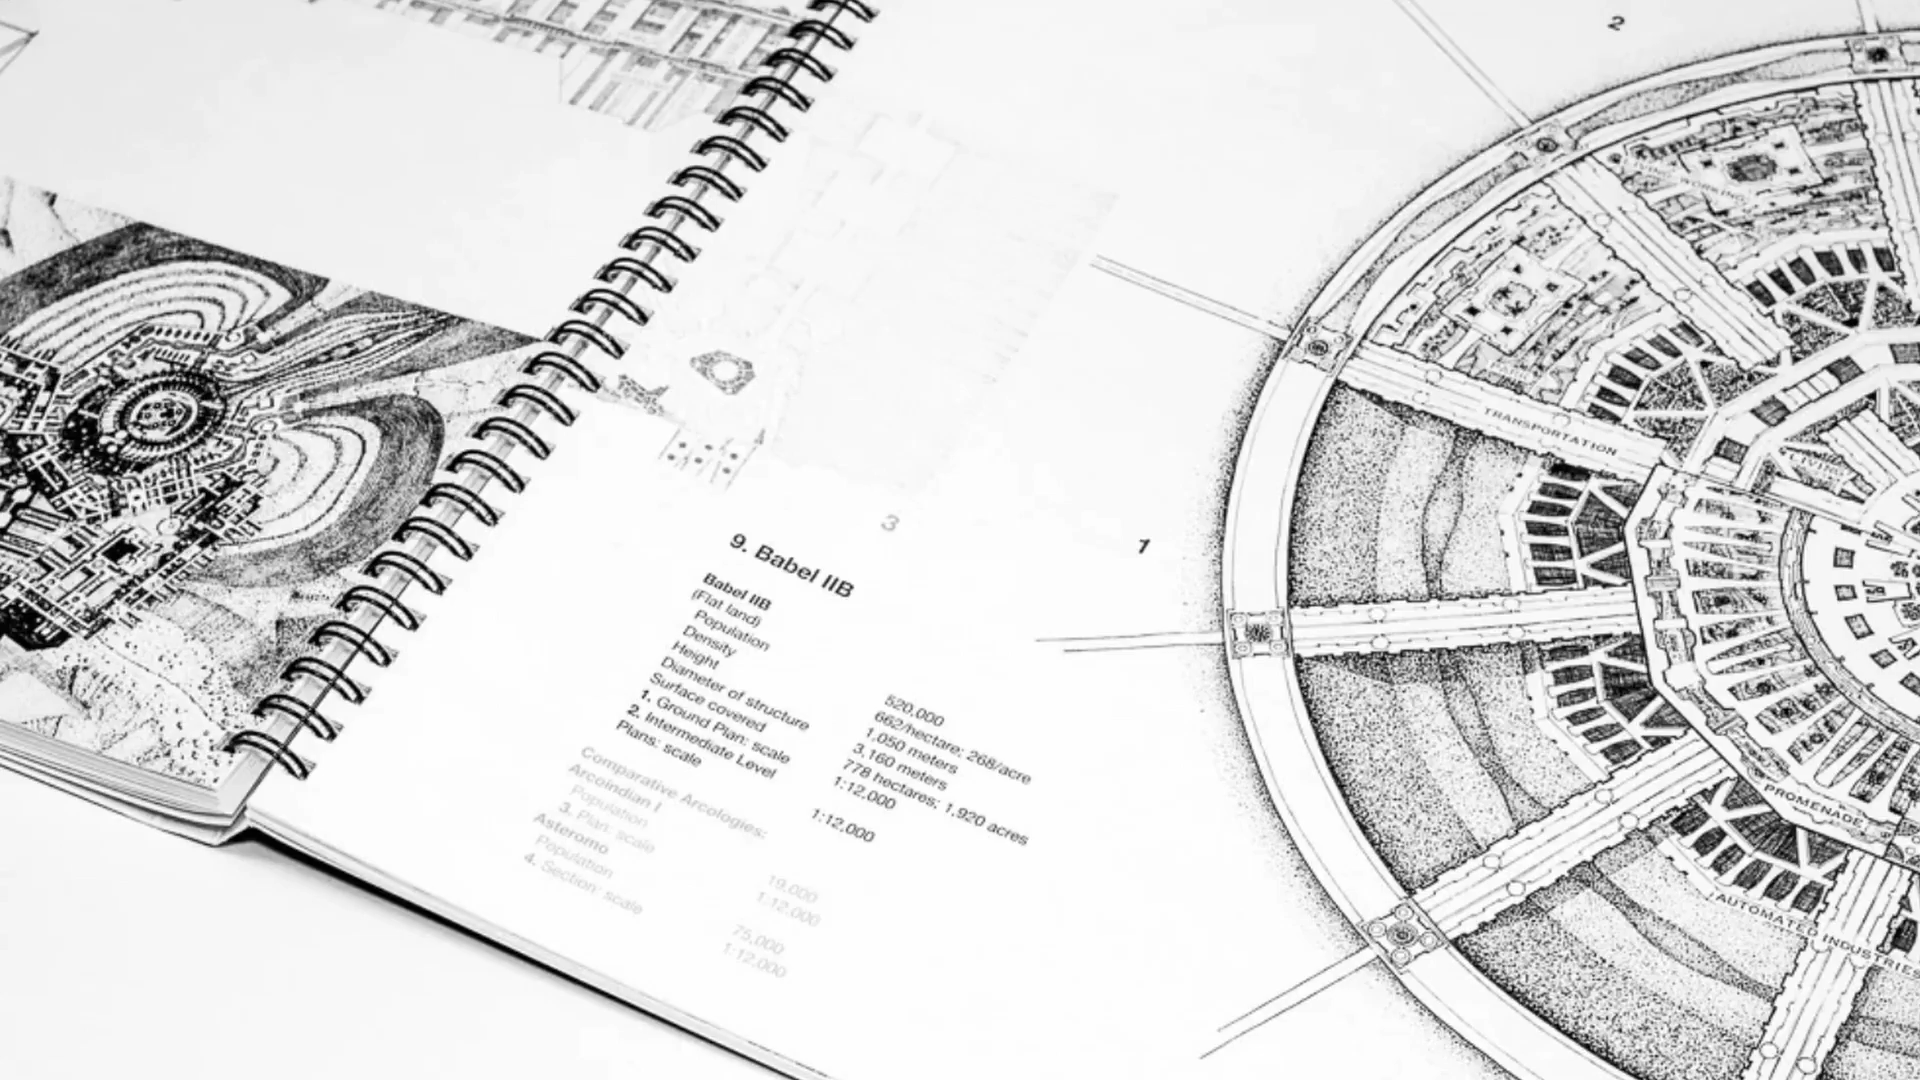 2
3
1
9. Babel IIB
Babel IIB
(Flat land)
Population 520,000
Density 662/hectare; 268/acre
Height 1,050 meters
Diameter of structure 3,160 meters
Surface covered 778 hectares; 1,920 acres
1. Ground Plan: scale 1:12,000
2. Intermediate Level
Plans: scale 1:12,000
Comparative Arcologies:
Arcoindian I
Population 19,000
3. Plan: scale 1:12,000
Asteromo
Population 75,000
4. Section: scale 1:12,000
TRANSPORTATION
LIVING
PROMENADE
AUTOMATED INDUSTRIES